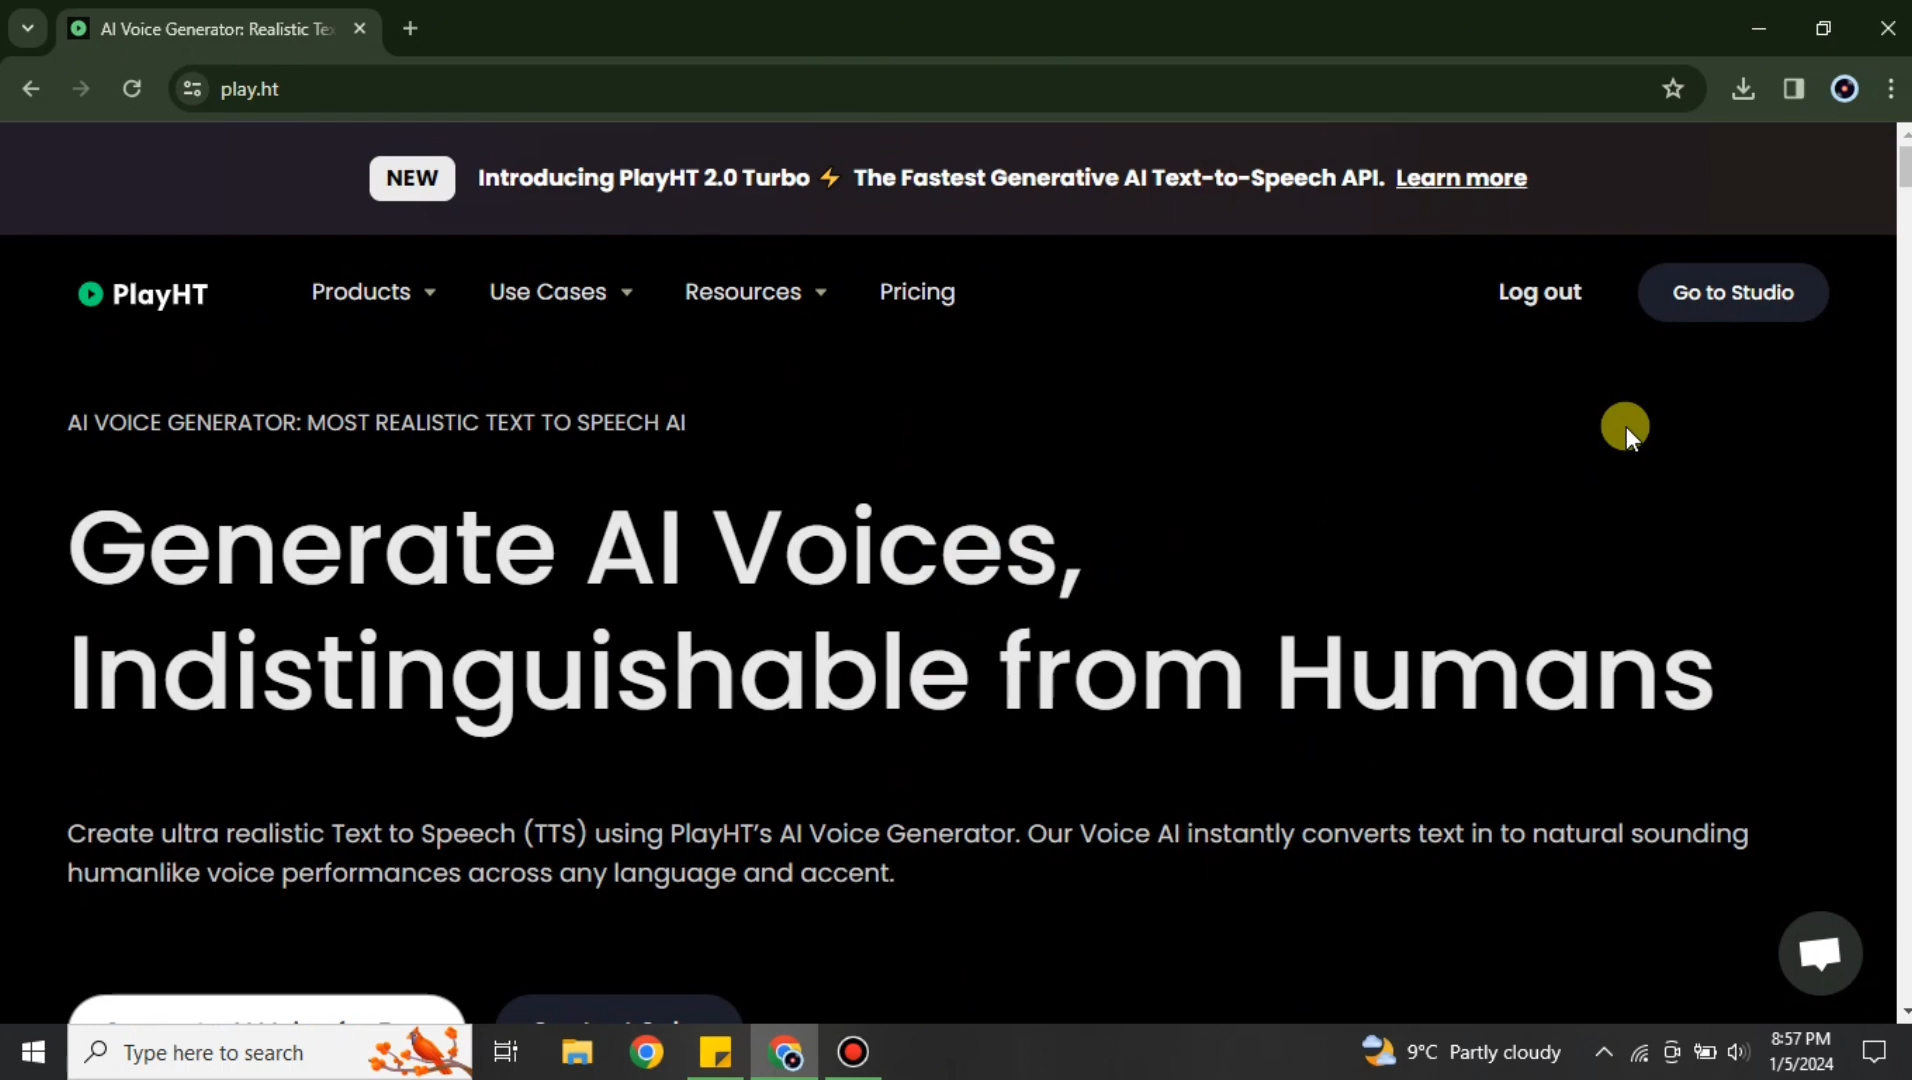 AI Voice Generator: Realistic Te
play.ht
NEW Introducing PlayHT 2.0 Turbo ⚡ The Fastest Generative AI Text-to-Speech API. Learn more
PlayHT Products Use Cases Resources Pricing Log out Go to Studio
AI VOICE GENERATOR: MOST REALISTIC TEXT TO SPEECH AI
Generate AI Voices,
Indistinguishable from Humans
Create ultra realistic Text to Speech (TTS) using PlayHT's AI Voice Generator. Our Voice AI instantly converts text in to natural sounding
humanlike voice performances across any language and accent.
Type here to search
9°C Partly cloudy
8:57 PM
1/5/2024